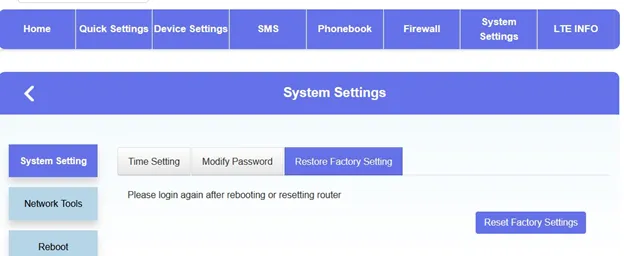 Home Quick Settings Device Settings SMS Phonebook Firewall System Settings LTE INFO
System Settings
System Setting
Time Setting Modify Password Restore Factory Setting
Please login again after rebooting or resetting router
Network Tools
Reset Factory Settings
Reboot